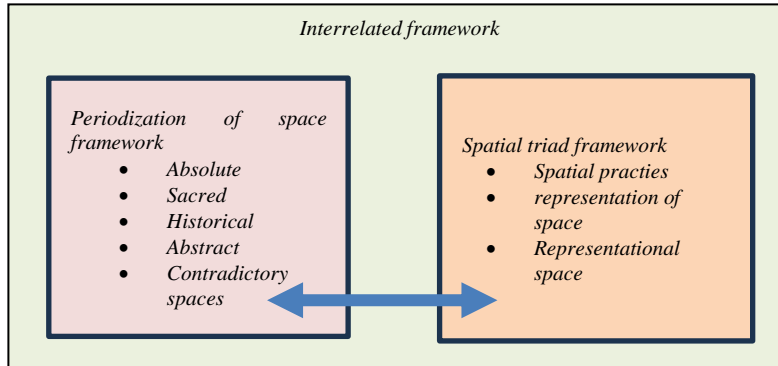 Interrelated framework
Periodization of space
framework
• Absolute
• Sacred
• Historical
• Abstract
• Contradictory
spaces
Spatial triad framework
• Spatial practies
• representation of
space
• Representational
space